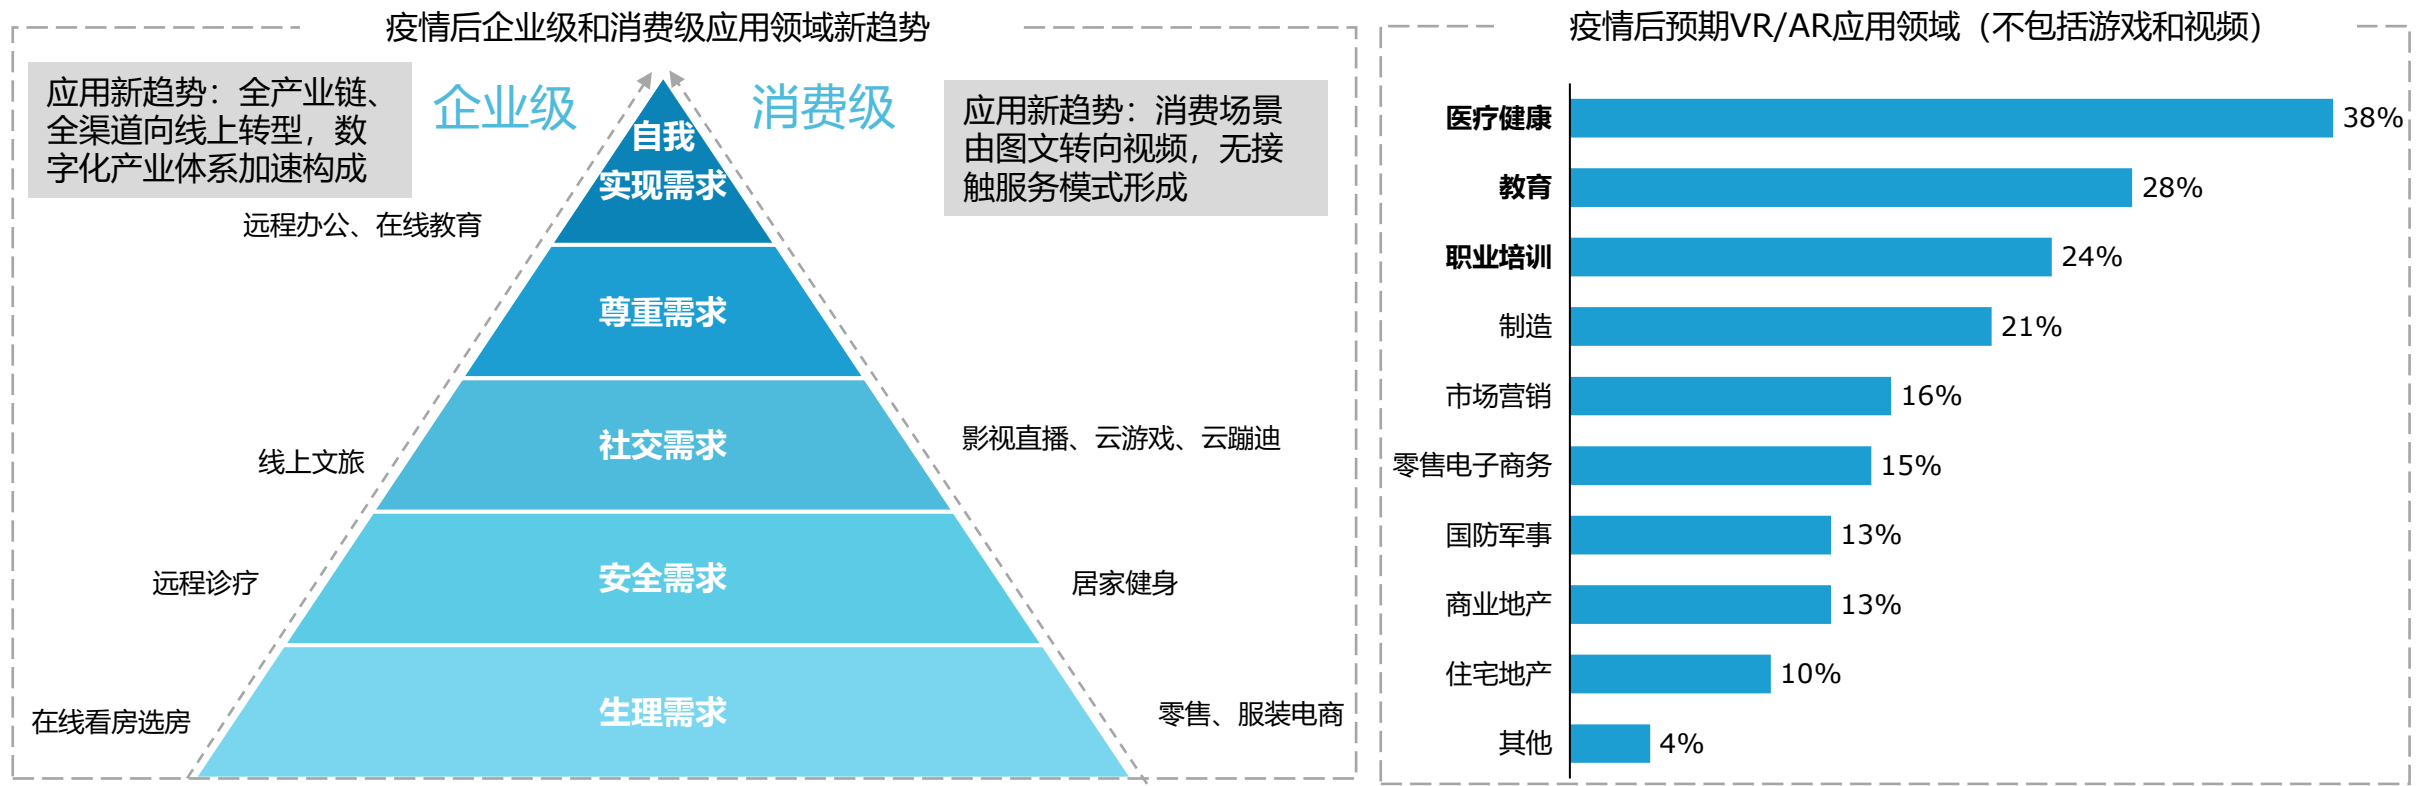 疫情后企业级和消费级应用领域新趋势
应用新趋势：全产业链、
全渠道向线上转型，数
字化产业体系加速构成
企业级
消费级
应用新趋势：消费场景
由图文转向视频，无接
触服务模式形成
自我
实现需求
远程办公、在线教育
尊重需求
社交需求
线上文旅
影视直播、云游戏、云蹦迪
安全需求
远程诊疗
居家健身
生理需求
在线看房选房
零售、服装电商
疫情后预期VR/AR应用领域（不包括游戏和视频）
医疗健康 38%
教育 28%
职业培训 24%
制造 21%
市场营销 16%
零售电子商务 15%
国防军事 13%
商业地产 13%
住宅地产 10%
其他 4%